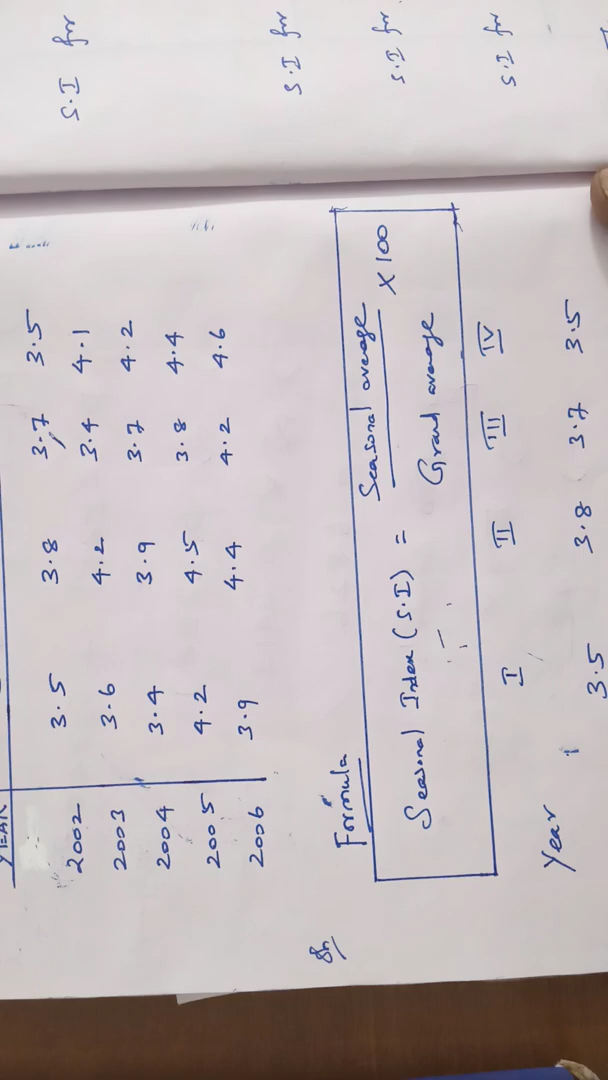 YEAR
2002 3.5 3.8 3.7 3.5
2003 3.6 4.2 3.4 4.1
2004 3.4 3.9 3.7 4.2
2005 4.2 4.5 3.8 4.4
2006 3.9 4.4 4.2 4.6
Sn
Formula
Seasonal Index (S.I) = Seasonal average / Grand average X 100
Year I II III IV
3.5 3.8 3.7 3.5
S.I for
S.I for
S.I for
S.I for